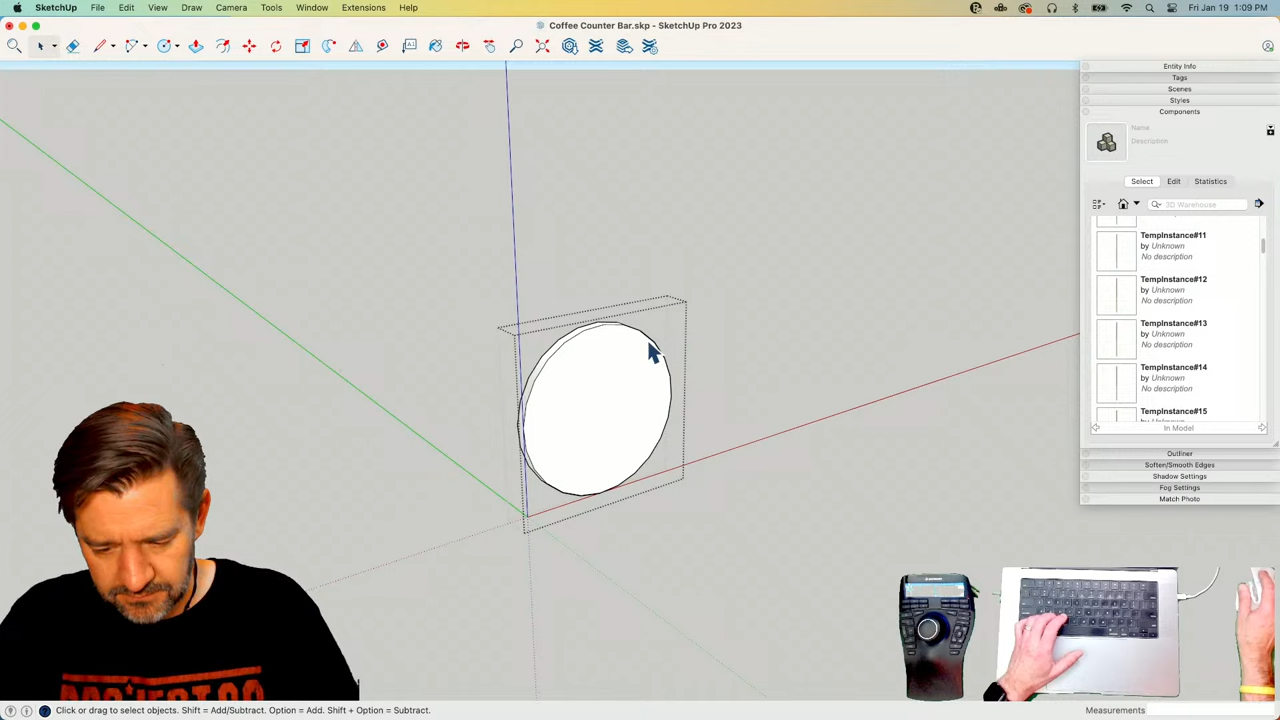 SketchUp File Edit View Draw Camera Tools Window Extensions Help
Fri Jan 19 1:09 PM
Coffee Counter Bar.skp - SketchUp Pro 2023
Entity Info
Tags
Scenes
Styles
Components
Name
Description
Select Edit Statistics
3D Warehouse
TempInstance#11
by Unknown
No description
TempInstance#12
by Unknown
No description
TempInstance#13
by Unknown
No description
TempInstance#14
by Unknown
No description
TempInstance#15
In Model
Outliner
Soften/Smooth Edges
Shadow Settings
Fog Settings
Match Photo
Click or drag to select objects. Shift = Add/Subtract. Option = Add. Shift + Option = Subtract.
Measurements